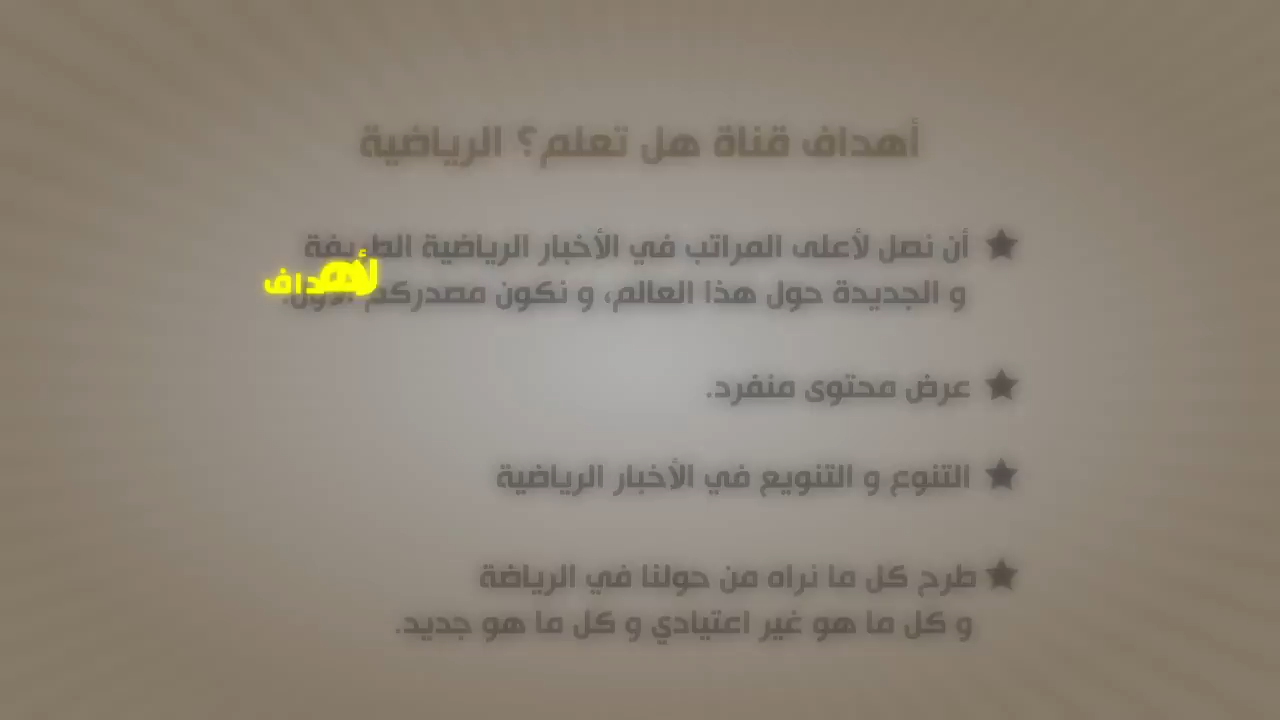 أهداف قناة هل تعلم؟ الرياضية
أن نصل لأعلى المراتب في الأخبار الرياضية الطريفة
و الجديدة حول هذا العالم، و نكون مصدركم الأول.
عرض محتوى منفرد.
التنوع و التنويع في الأخبار الرياضية
طرح كل ما نراه من حولنا في الرياضة
و كل ما هو غير اعتيادي و كل ما هو جديد.